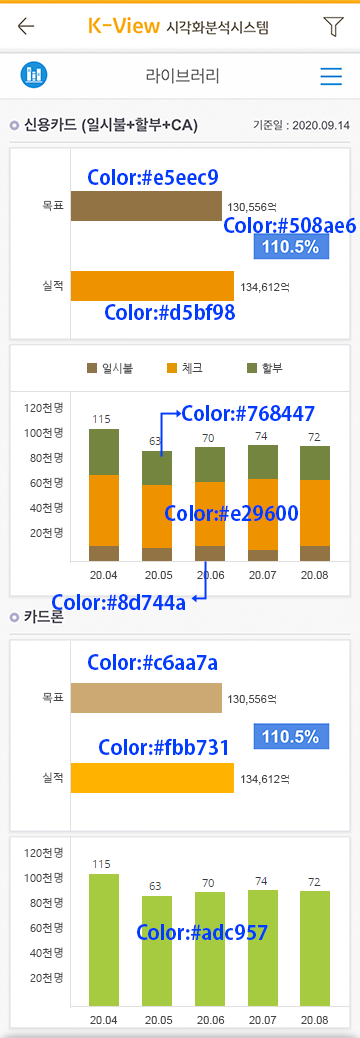 K-View 시각화분석시스템
라이브러리
신용카드 (일시불+할부+CA)
기준일 : 2020.09.14
Color:#e5eec9
목표
130,556억
Color:#508ae6
110.5%
실적
134,612억
Color:#d5bf98
일시불 체크 할부
120천명
115
Color:#768447
100천명
63 70 74 72
80천명
60천명
Color:#e29600
40천명
20천명
20.04 20.05 20.06 20.07 20.08
Color:#8d744a
카드론
Color:#c6aa7a
목표
130,556억
110.5%
Color:#fbb731
실적
134,612억
120천명
115
100천명
63 70 74 72
80천명
60천명
Color:#adc957
40천명
20천명
20.04 20.05 20.06 20.07 20.08